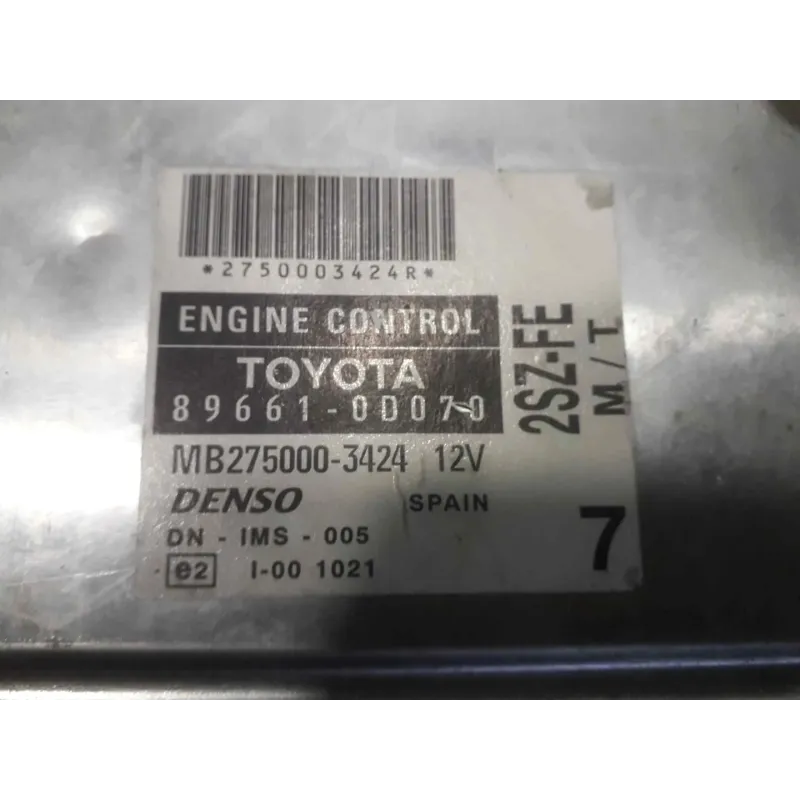 *2750003424R*
ENGINE CONTROL
TOYOTA
89661-0D070
MB275000-3424 12V
DENSO SPAIN
DN - IMS - 005
e2 I-00 1021
2SZ-FE
M/T
7